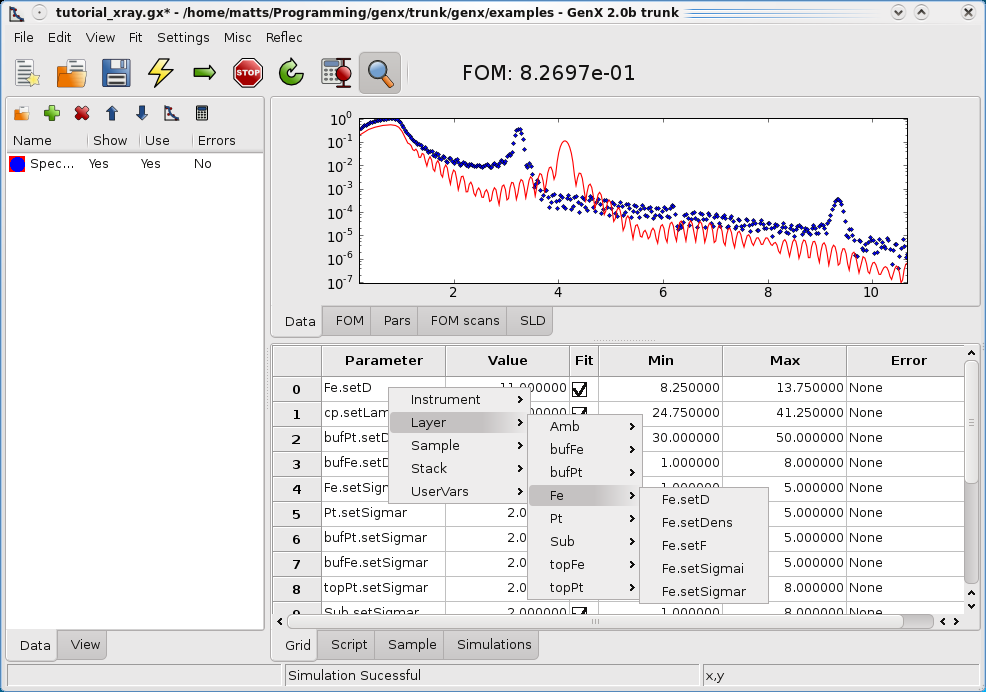 tutorial_xray.gx* - /home/matts/Programming/genx/trunk/genx/examples - GenX 2.0b trunk
File Edit View Fit Settings Misc Reflec
STOP
FOM: 8.2697e-01
Name Show Use Errors
Spec... Yes Yes No
10^0
10^-1
10^-2
10^-3
10^-4
10^-5
10^-6
10^-7
2 4 6 8 10
Data FOM Pars FOM scans SLD
Parameter Value Fit Min Max Error
0 Fe.setD 11.000000 8.250000 13.750000 None
1 cp.setLam 24.750000 41.250000 None
2 bufPt.setD 30.000000 50.000000 None
3 bufFe.setD 1.000000 8.000000 None
4 Fe.setSigm 1.000000 5.000000 None
5 Pt.setSigmar 2.0 5.000000 None
6 bufPt.setSigmar 2.0 5.000000 None
7 bufFe.setSigmar 2.0 5.000000 None
8 topPt.setSigmar 2.0 8.000000 None
9 Sub.setSigmar 2.000000 1.000000 8.000000 None
Instrument
Layer
Sample
Stack
UserVars
Amb
bufFe
bufPt
Fe
Pt
Sub
topFe
topPt
Fe.setD
Fe.setDens
Fe.setF
Fe.setSigmai
Fe.setSigmar
Data View
Grid Script Sample Simulations
Simulation Sucessful
x,y